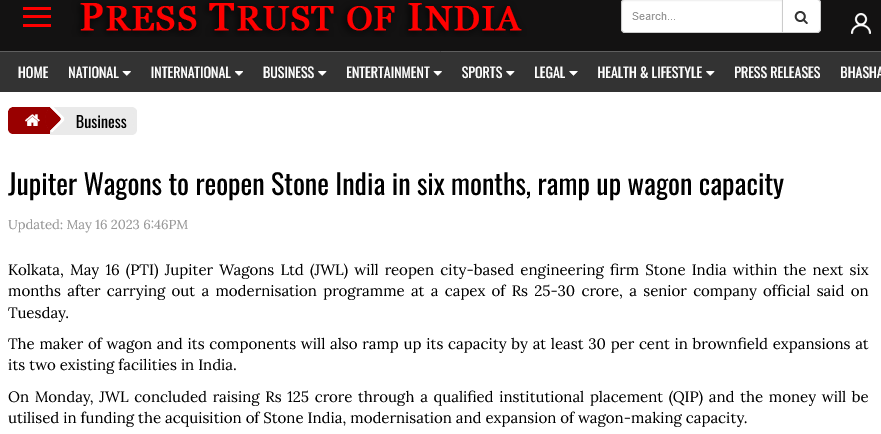 PRESS TRUST OF INDIA
Search...
HOME NATIONAL INTERNATIONAL BUSINESS ENTERTAINMENT SPORTS LEGAL HEALTH & LIFESTYLE PRESS RELEASES BHASHA
Business
Jupiter Wagons to reopen Stone India in six months, ramp up wagon capacity
Updated: May 16 2023 6:46PM
Kolkata, May 16 (PTI) Jupiter Wagons Ltd (JWL) will reopen city-based engineering firm Stone India within the next six
months after carrying out a modernisation programme at a capex of Rs 25-30 crore, a senior company official said on
Tuesday.
The maker of wagon and its components will also ramp up its capacity by at least 30 per cent in brownfield expansions at
its two existing facilities in India.
On Monday, JWL concluded raising Rs 125 crore through a qualified institutional placement (QIP) and the money will be
utilised in funding the acquisition of Stone India, modernisation and expansion of wagon-making capacity.